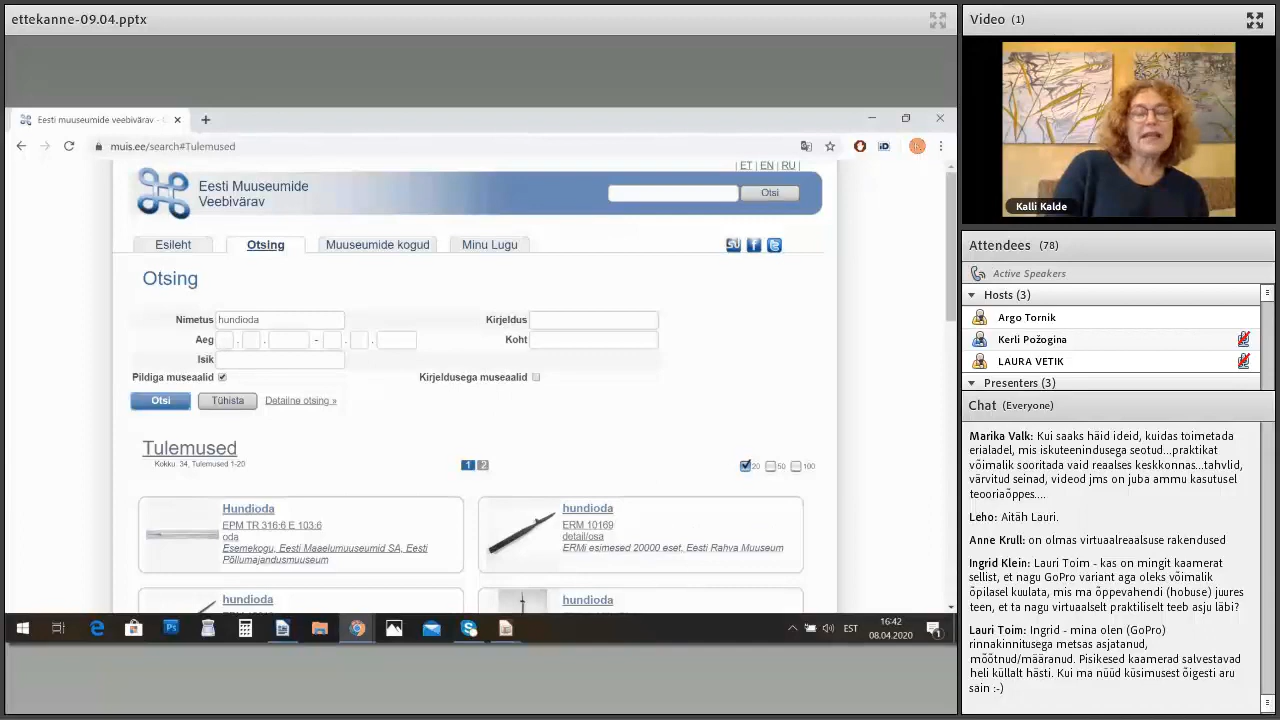 ettekanne-09.04.pptx
Eesti muuseumide veebivärav -
muis.ee/search#Tulemused
| ET | EN | RU |
Eesti Muuseumide
Veebivärav
Otsi
Esileht
Otsing
Muuseumide kogud
Minu Lugu
Otsing
Nimetus hundioda
Kirjeldus
Aeg . . - . .
Koht
Isik
Pildiga museaalid
Kirjeldusega museaalid
Otsi
Tühista
Detailne otsing »
Tulemused
Kokku: 34, Tulemused 1-20
1 2
20 50 100
Hundioda
EPM TR 316:6 E 103:6
oda
Esemekogu, Eesti Maaelumuuseumid SA, Eesti
Põllumajandusmuuseum
hundioda
ERM 10169
detail/osa
ERMi esimesed 20000 eset, Eesti Rahva Muuseum
hundioda
hundioda
EST
16:42
08.04.2020
1
Video (1)
Kalli Kalde
Attendees (78)
Active Speakers
Hosts (3)
Argo Tornik
Kerli Požogina
LAURA VETIK
Presenters (3)
Chat (Everyone)
Marika Valk: Kui saaks häid ideid, kuidas toimetada
erialadel, mis iskuteenindusega seotud...praktikat
võimalik sooritada vaid reaalses keskkonnas...tahvlid,
värvitud seinad, videod jms on juba ammu kasutusel
teooriaõppes....
Leho: Aitäh Lauri.
Anne Krull: on olmas virtuaalreaalsuse rakendused
Ingrid Klein: Lauri Toim - kas on mingit kaamerat
sellist, et nagu GoPro variant aga oleks võimalik
õpilasel kuulata, mis ma õppevahendi (hobuse) juures
teen, et ta nagu virtuaalselt praktiliselt teeb asju läbi?
Lauri Toim: Ingrid - mina olen (GoPro)
rinnakinnitusega metsas asjatanud,
mõõtnud/määranud. Pisikesed kaamerad salvestavad
heli küllalt hästi. Kui ma nüüd küsimusest õigesti aru
sain :-)